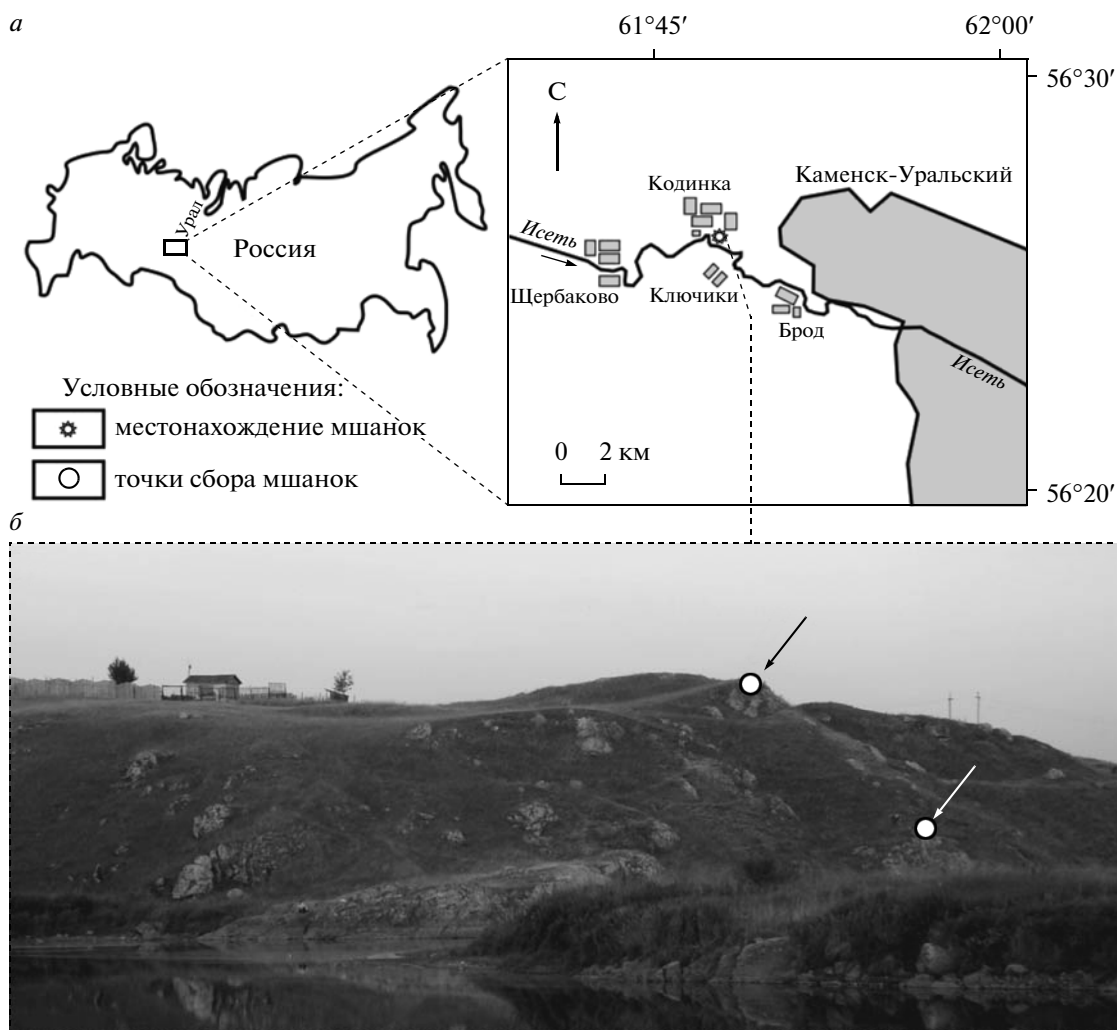 а
61°45′
62°00′
56°30′
С
Каменск-Уральский
Кодинка
Урал
Россия
Исеть
Щербаково
Ключики
Брод
Исеть
Условные обозначения:
местонахождение мшанок
точки сбора мшанок
0 2 км
56°20′
б